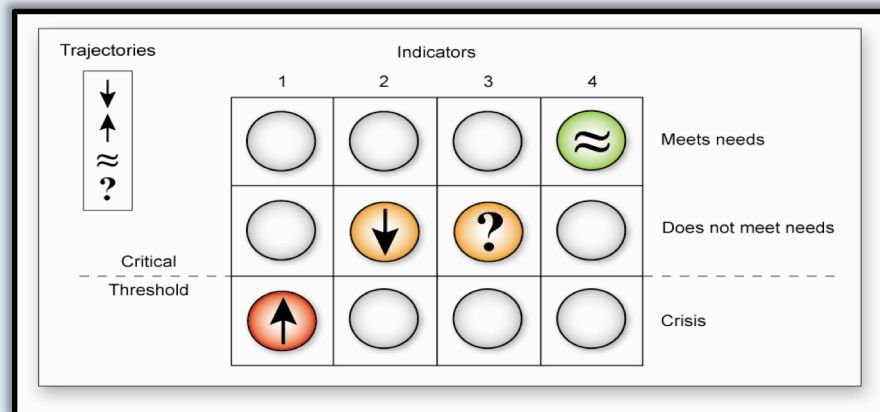 Trajectories
Indicators
1 2 3 4
↓
↑
≈
?
≈
Meets needs
↓ ?
Does not meet needs
Critical
Threshold
↑
Crisis